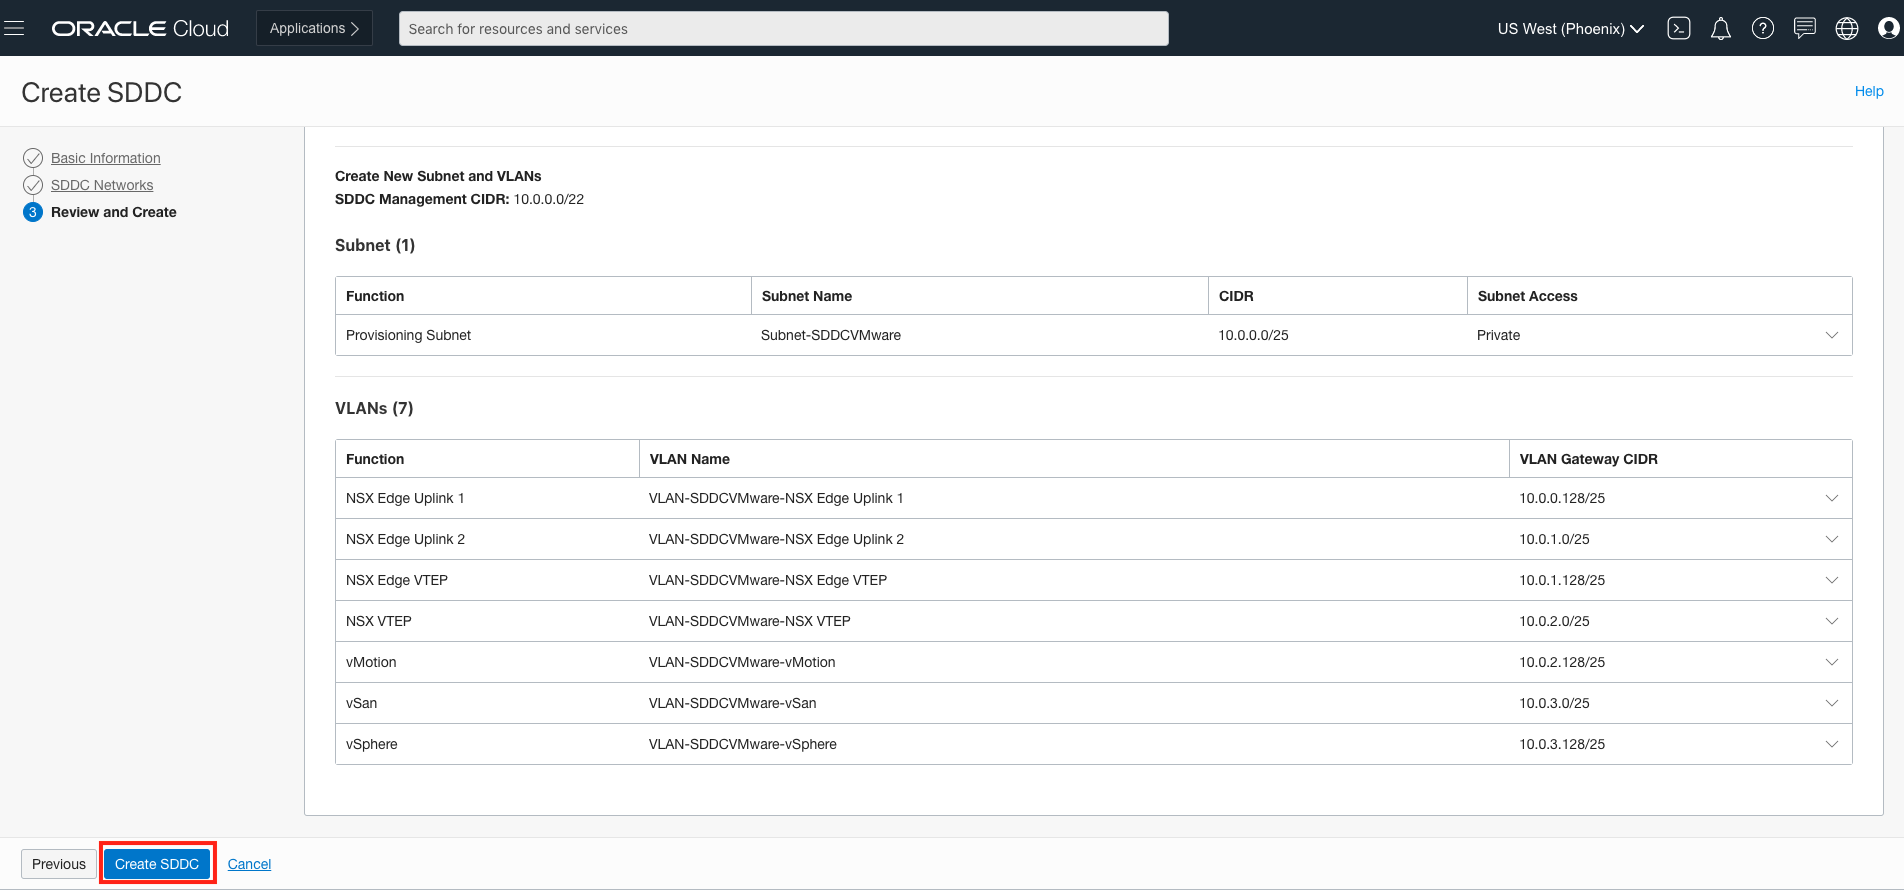 ORACLE Cloud
Applications
Search for resources and services
US West (Phoenix)
Create SDDC
Help
Basic Information
SDDC Networks
3 Review and Create
Create New Subnet and VLANs
SDDC Management CIDR: 10.0.0.0/22
Subnet (1)
Function Subnet Name CIDR Subnet Access
Provisioning Subnet Subnet-SDDCVMware 10.0.0.0/25 Private
VLANs (7)
Function VLAN Name VLAN Gateway CIDR
NSX Edge Uplink 1 VLAN-SDDCVMware-NSX Edge Uplink 1 10.0.0.128/25
NSX Edge Uplink 2 VLAN-SDDCVMware-NSX Edge Uplink 2 10.0.1.0/25
NSX Edge VTEP VLAN-SDDCVMware-NSX Edge VTEP 10.0.1.128/25
NSX VTEP VLAN-SDDCVMware-NSX VTEP 10.0.2.0/25
vMotion VLAN-SDDCVMware-vMotion 10.0.2.128/25
vSan VLAN-SDDCVMware-vSan 10.0.3.0/25
vSphere VLAN-SDDCVMware-vSphere 10.0.3.128/25
Previous Create SDDC Cancel